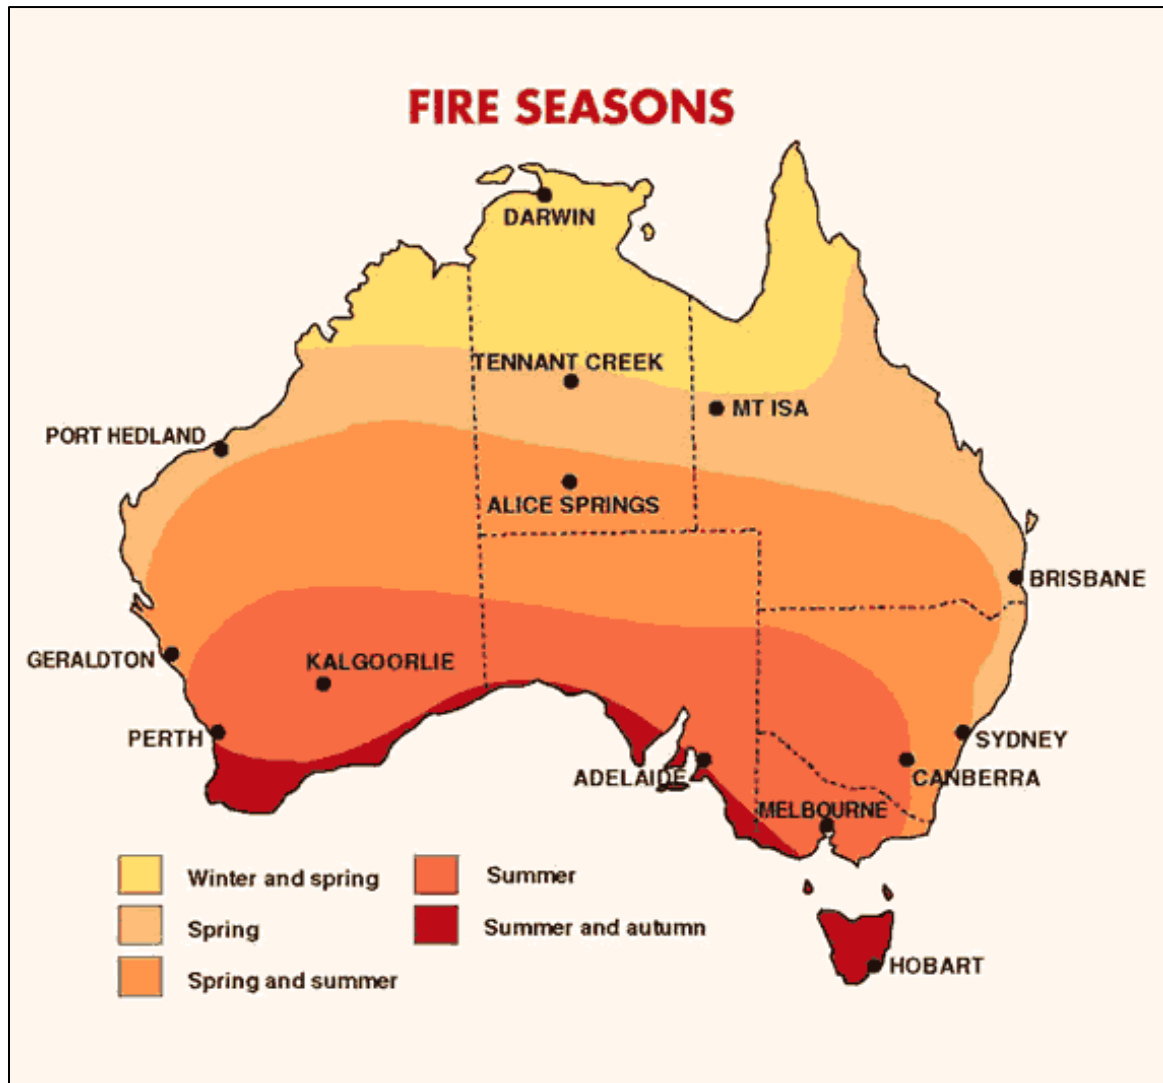 FIRE SEASONS
DARWIN
TENNANT CREEK
MT ISA
PORT HEDLAND
ALICE SPRINGS
BRISBANE
GERALDTON
KALGOORLIE
PERTH
SYDNEY
ADELAIDE
CANBERRA
MELBOURNE
Winter and spring
Summer
Spring
Summer and autumn
Spring and summer
HOBART